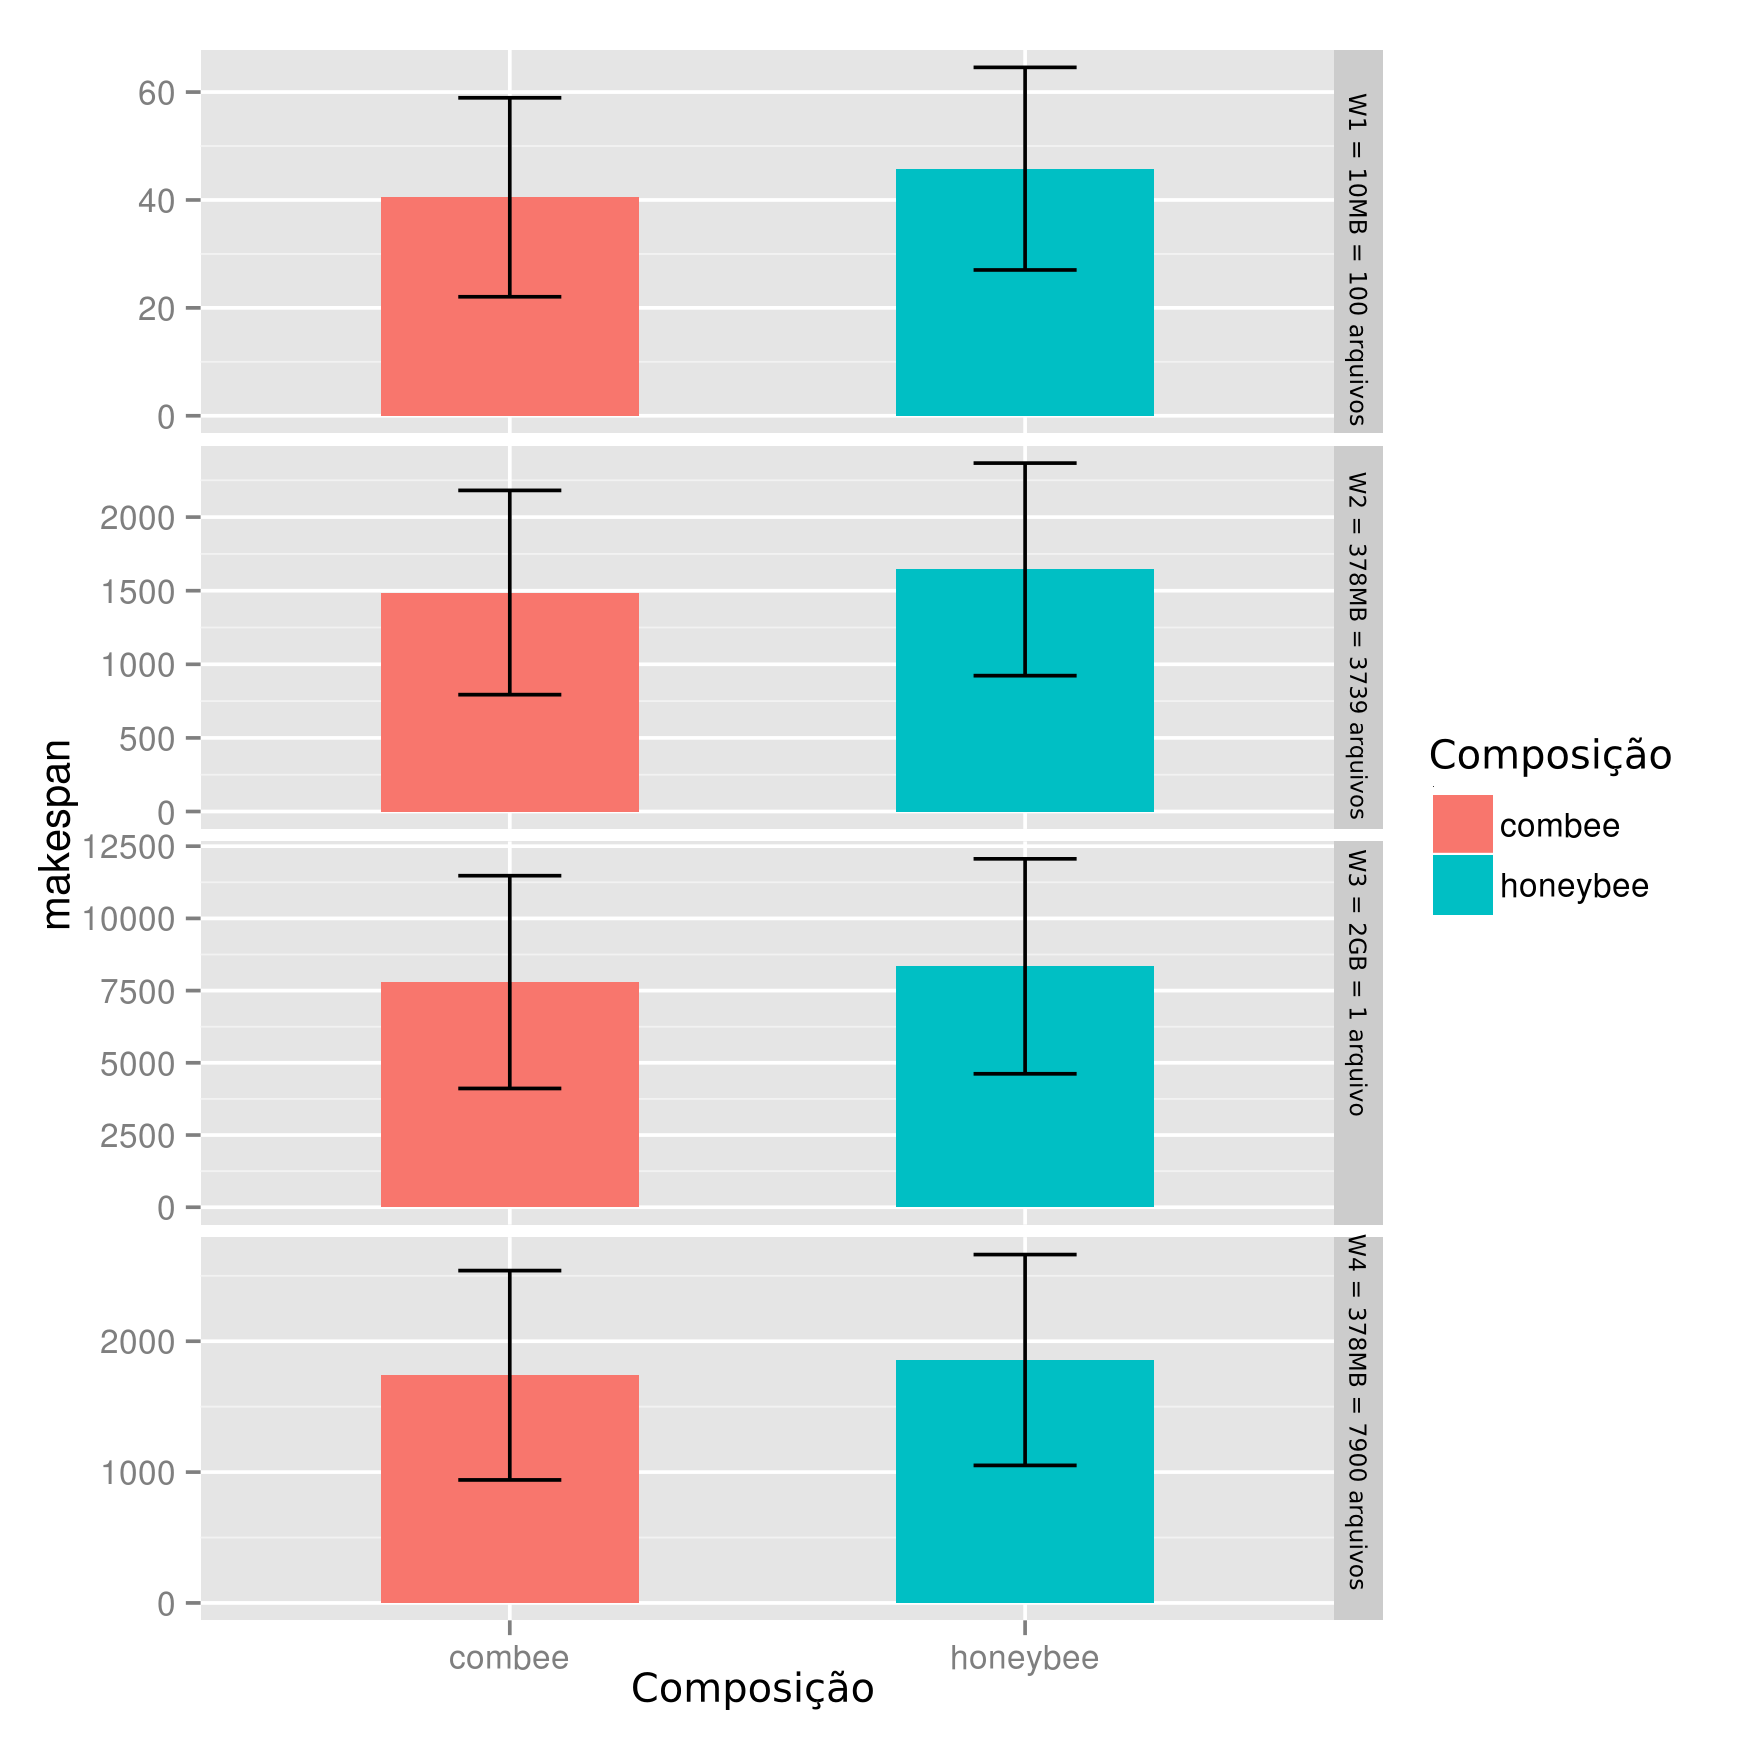 makespan
60
40
20
0
W1 = 10MB = 100 arquivos
2000
1500
1000
500
0
W2 = 378MB = 3739 arquivos
12500
10000
7500
5000
2500
0
W3 = 2GB = 1 arquivo
2000
1000
0
W4 = 378MB = 7900 arquivos
combee honeybee
Composição
Composição
combee
honeybee